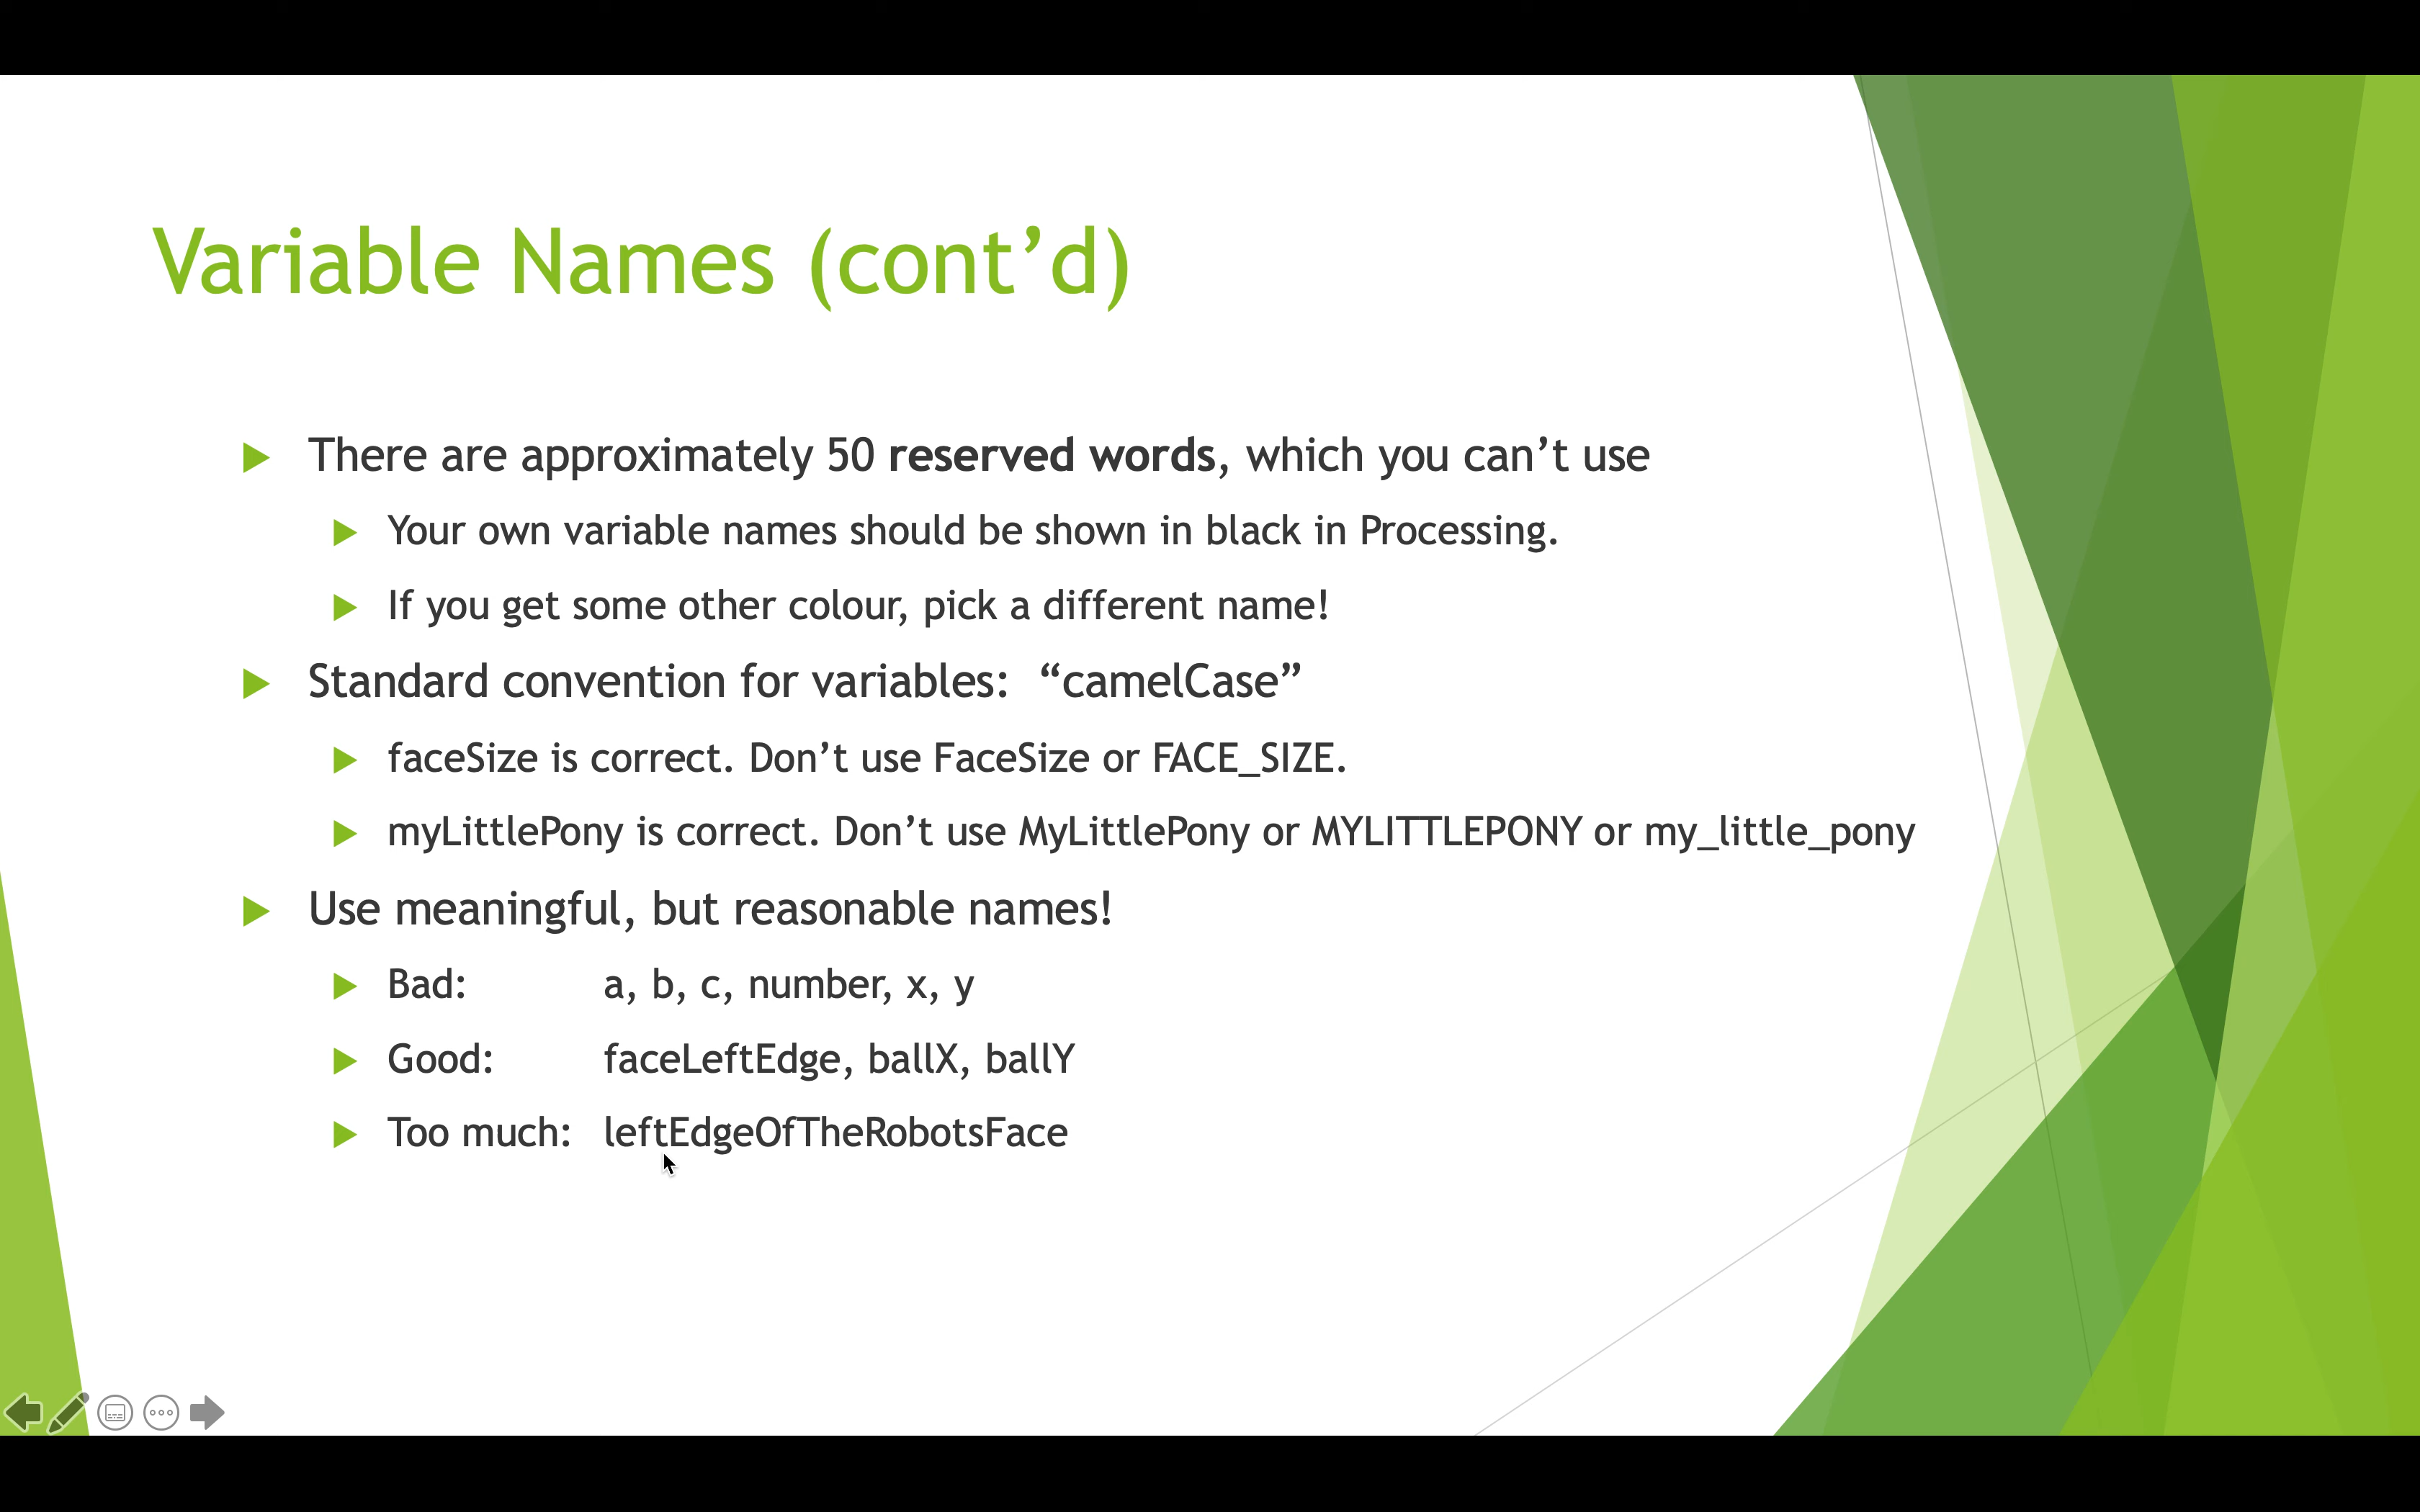 Variable Names (cont’d)
There are approximately 50 reserved words, which you can’t use
Your own variable names should be shown in black in Processing.
If you get some other colour, pick a different name!
Standard convention for variables: “camelCase”
faceSize is correct. Don’t use FaceSize or FACE_SIZE.
myLittlePony is correct. Don’t use MyLittlePony or MYLITTLEPONY or my_little_pony
Use meaningful, but reasonable names!
Bad: a, b, c, number, x, y
Good: faceLeftEdge, ballX, ballY
Too much: leftEdgeOfTheRobotsFace